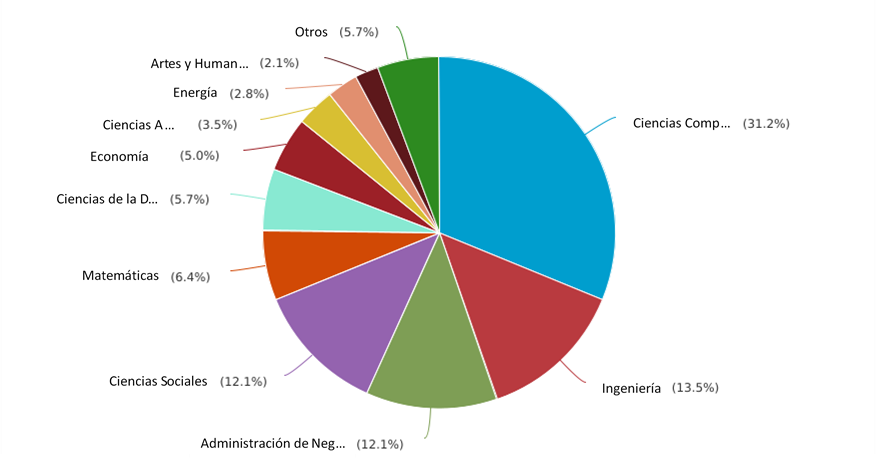 Otros (5.7%)
Artes y Human... (2.1%)
Energía (2.8%)
Ciencias A... (3.5%)
Ciencias Comp... (31.2%)
Economía (5.0%)
Ciencias de la D... (5.7%)
Matemáticas (6.4%)
Ciencias Sociales (12.1%)
Ingeniería (13.5%)
Administración de Neg... (12.1%)